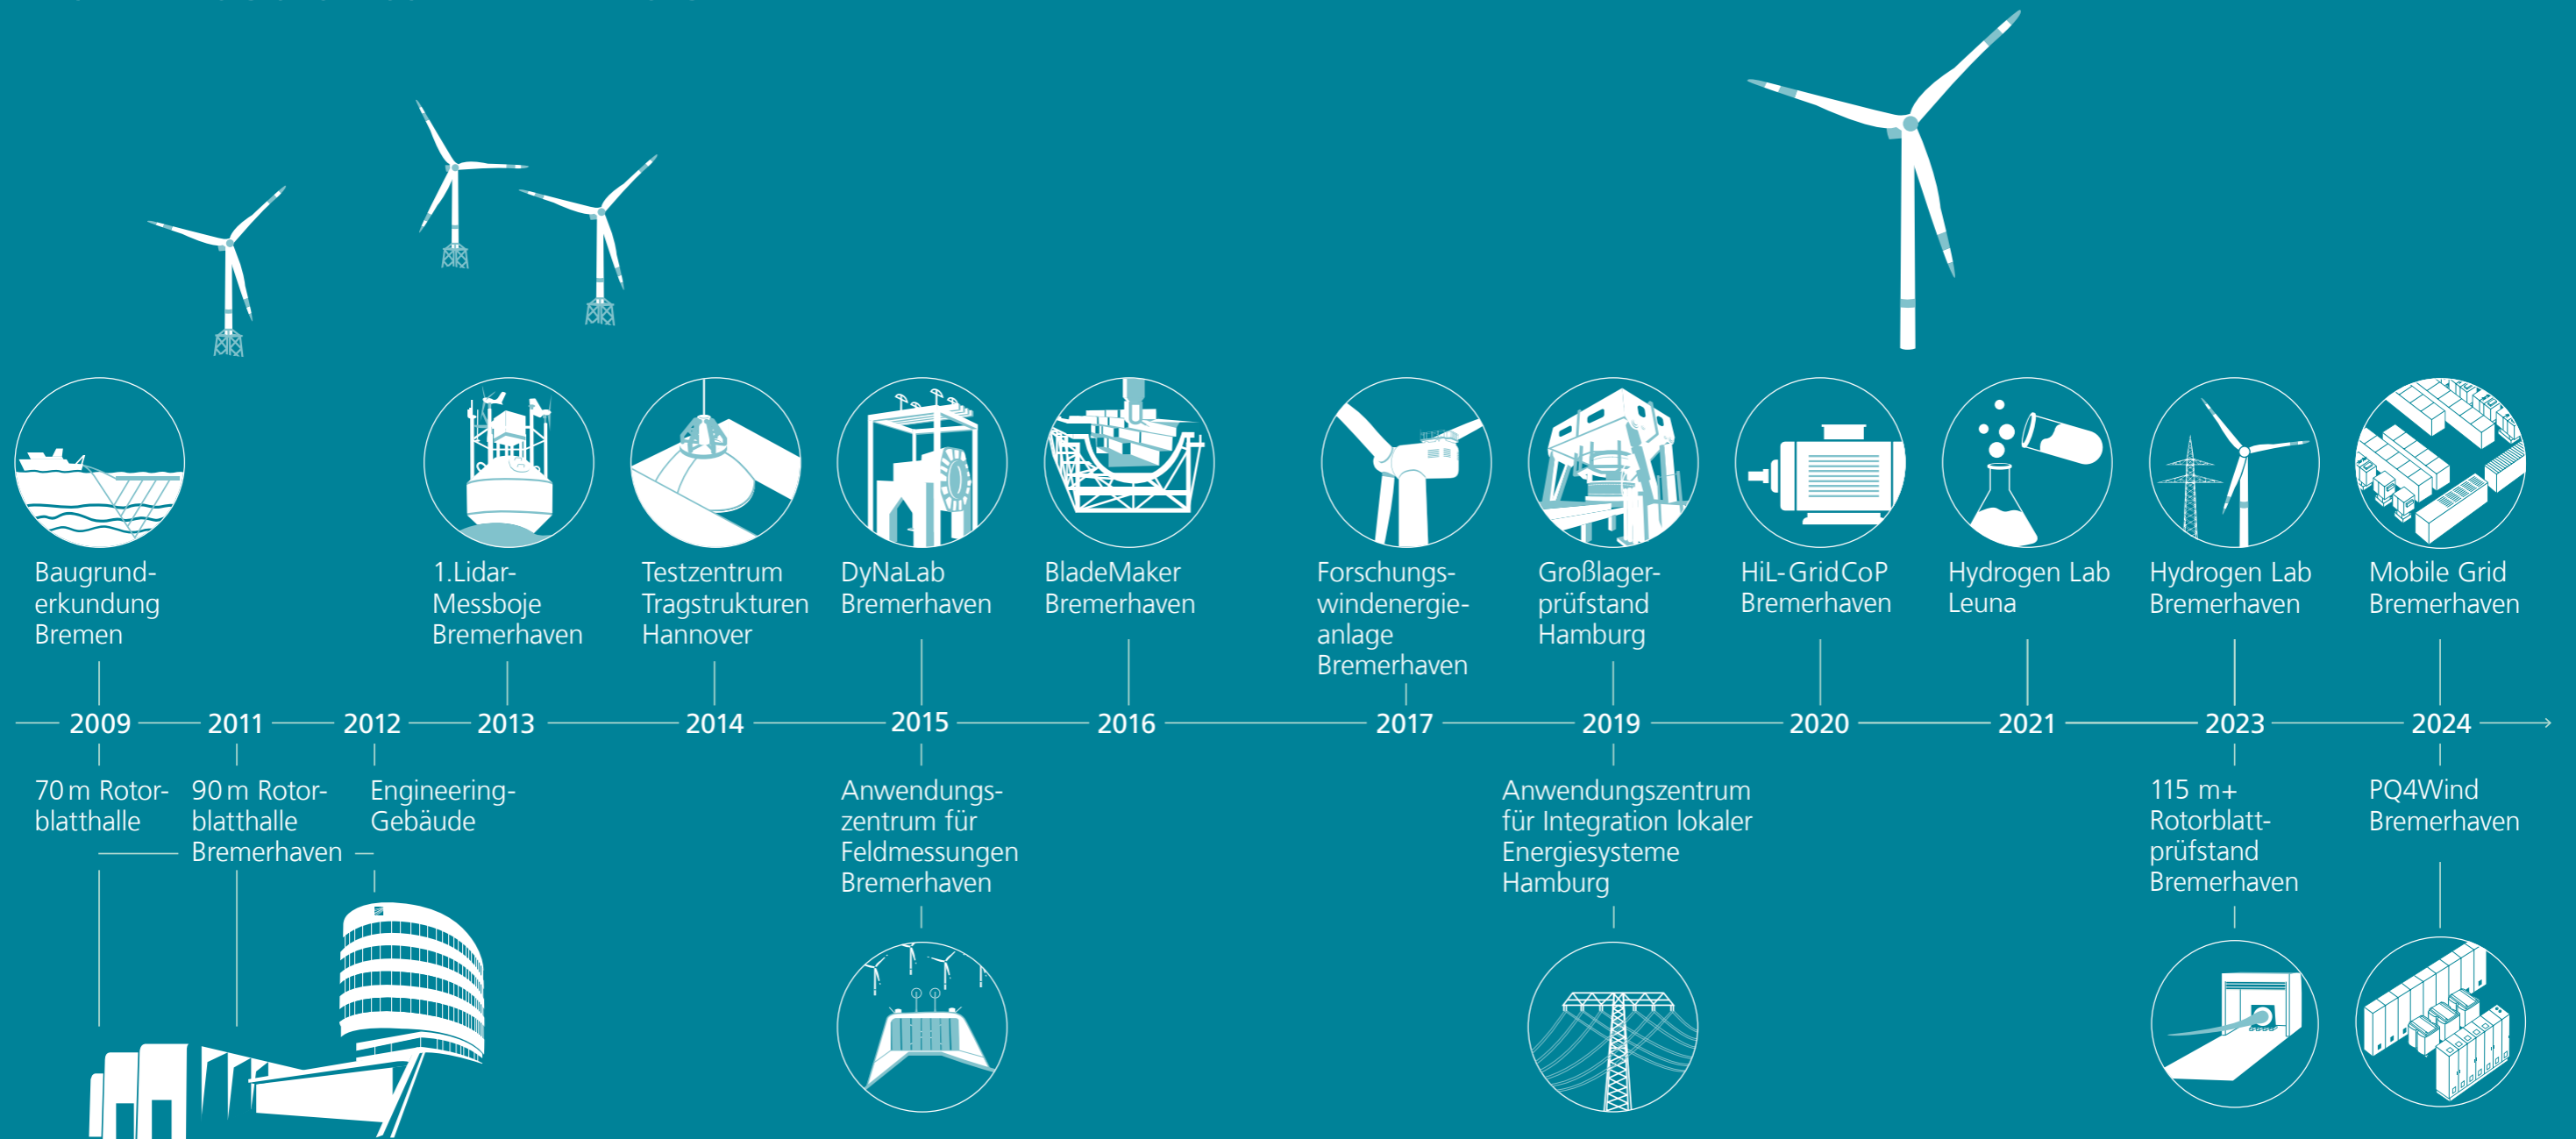 Baugrund-
erkundung
Bremen
1.Lidar-
Messboje
Bremerhaven
Testzentrum
Tragstrukturen
Hannover
DyNaLab
Bremerhaven
BladeMaker
Bremerhaven
Forschungs-
windenergie-
anlage
Bremerhaven
Großlager-
prüfstand
Hamburg
HiL-GridCoP
Bremerhaven
Hydrogen Lab
Leuna
Hydrogen Lab
Bremerhaven
Mobile Grid
Bremerhaven
2009 2011 2012 2013 2014 2015 2016 2017 2019 2020 2021 2023 2024
70 m Rotor-
blatthalle
90 m Rotor-
blatthalle
Bremerhaven
Engineering-
Gebäude
Anwendungs-
zentrum für
Feldmessungen
Bremerhaven
Anwendungszentrum
für Integration lokaler
Energiesysteme
Hamburg
115 m+
Rotorblatt-
prüfstand
Bremerhaven
PQ4Wind
Bremerhaven